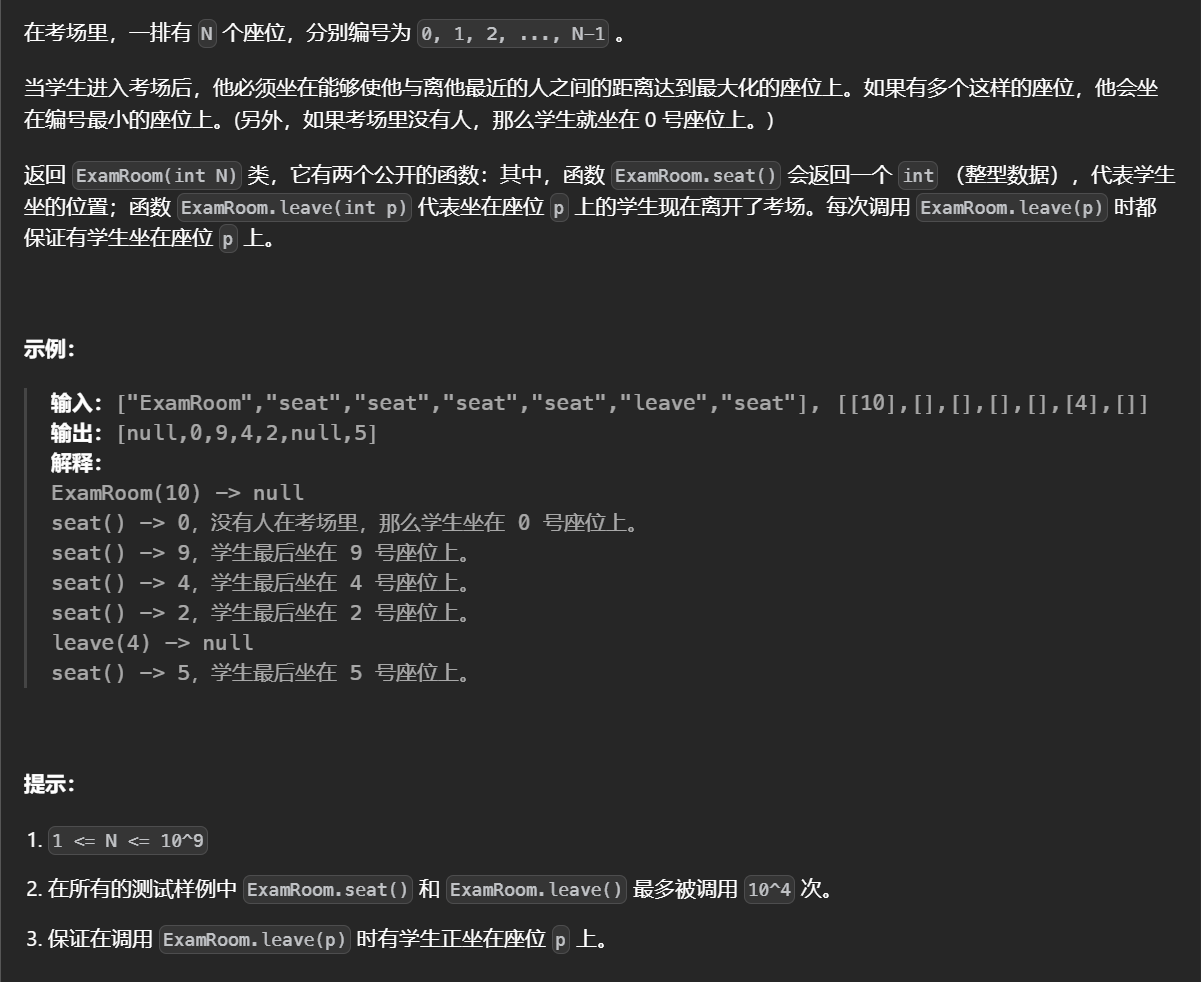 在考场里，一排有 N 个座位，分别编号为 0, 1, 2, ..., N-1 。
当学生进入考场后，他必须坐在能够使他与离他最近的人之间的距离达到最大化的座位上。如果有多个这样的座位，他会坐
在编号最小的座位上。(另外，如果考场里没有人，那么学生就坐在 0 号座位上。)
返回 ExamRoom(int N) 类，它有两个公开的函数：其中，函数 ExamRoom.seat() 会返回一个 int （整型数据），代表学生
坐的位置；函数 ExamRoom.leave(int p) 代表坐在座位 p 上的学生现在离开了考场。每次调用 ExamRoom.leave(p) 时都
保证有学生坐在座位 p 上。
示例：
输入：["ExamRoom","seat","seat","seat","seat","leave","seat"], [[10],[],[],[],[],[4],[]]
输出：[null,0,9,4,2,null,5]
解释：
ExamRoom(10) -> null
seat() -> 0，没有人在考场里，那么学生坐在 0 号座位上。
seat() -> 9，学生最后坐在 9 号座位上。
seat() -> 4，学生最后坐在 4 号座位上。
seat() -> 2，学生最后坐在 2 号座位上。
leave(4) -> null
seat() -> 5，学生最后坐在 5 号座位上。
提示：
1. 1 <= N <= 10^9
2. 在所有的测试样例中 ExamRoom.seat() 和 ExamRoom.leave() 最多被调用 10^4 次。
3. 保证在调用 ExamRoom.leave(p) 时有学生正坐在座位 p 上。